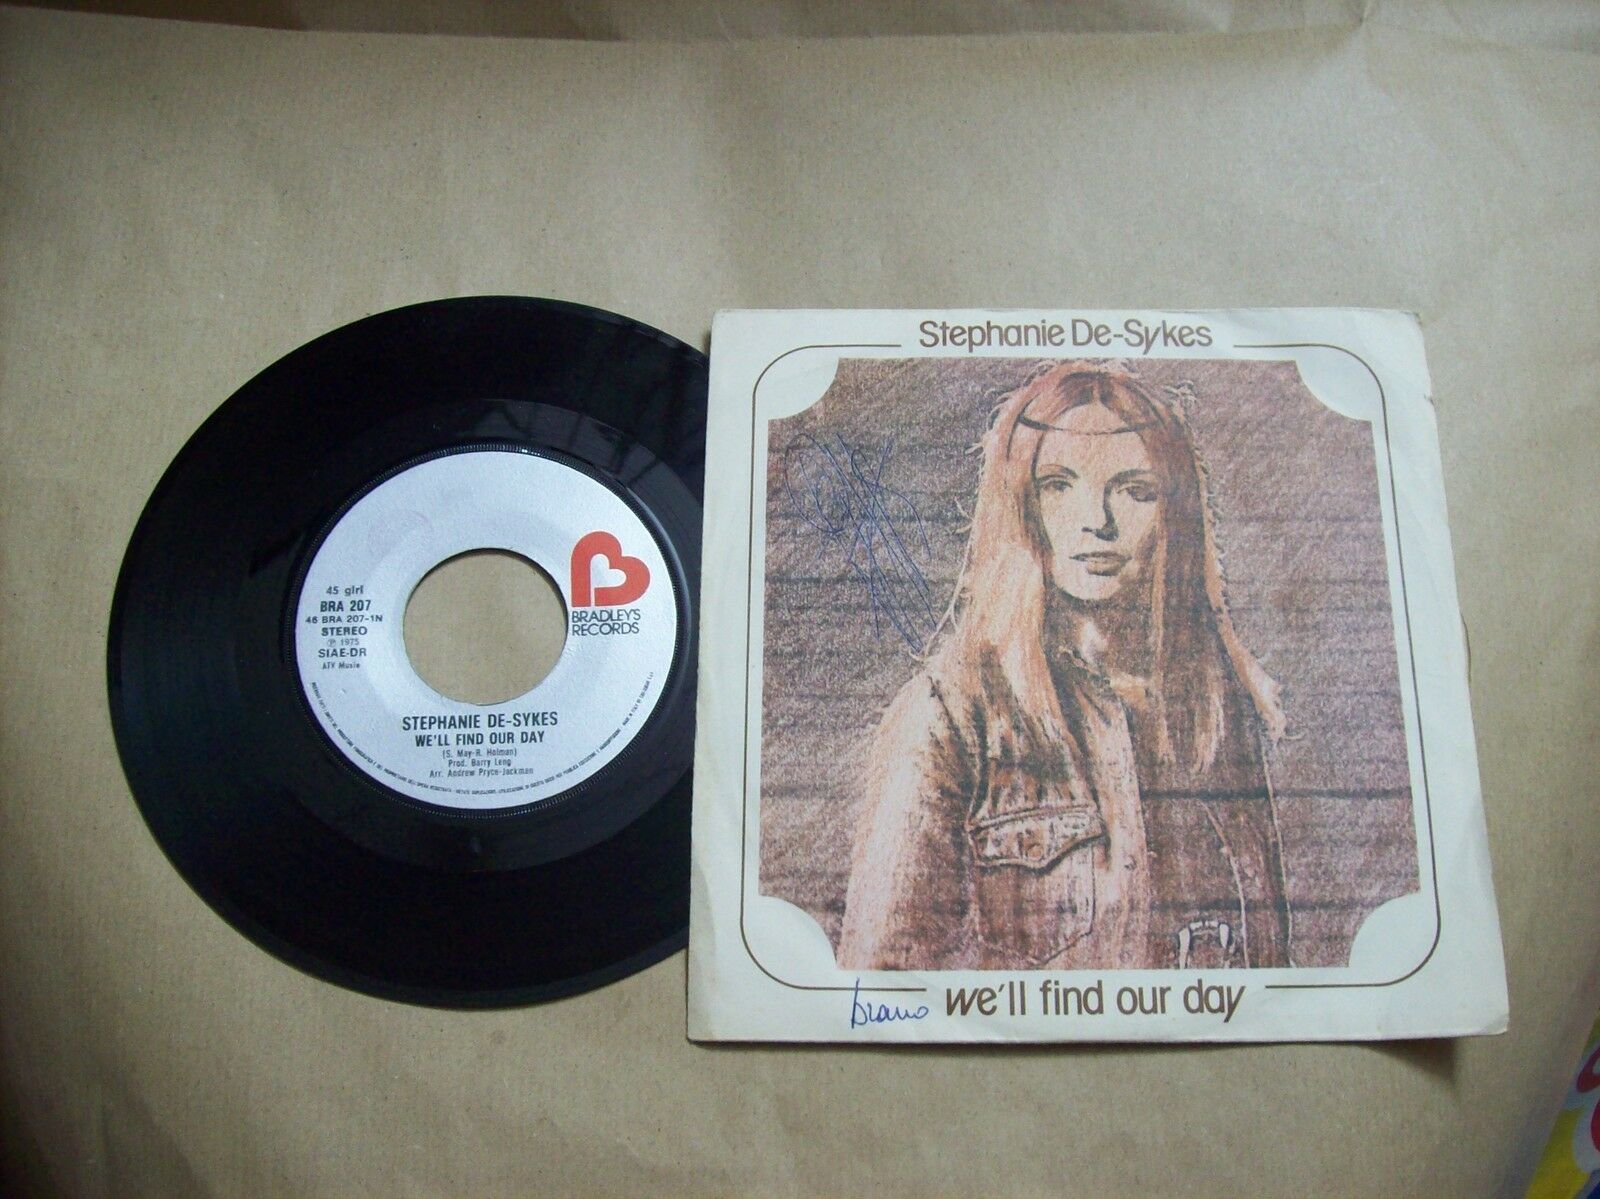 45 giri
BRA 207
46 BRA 207-1N
STEREO
℗ 1975
SIAE-DR
ATV Music
BRADLEY'S
RECORDS
STEPHANIE DE-SYKES
WE'LL FIND OUR DAY
(S. May-R. Holman)
Prod. Barry Leng
Arr. Andrew Pryce-Jackman
Stephanie De-Sykes
brano we'll find our day